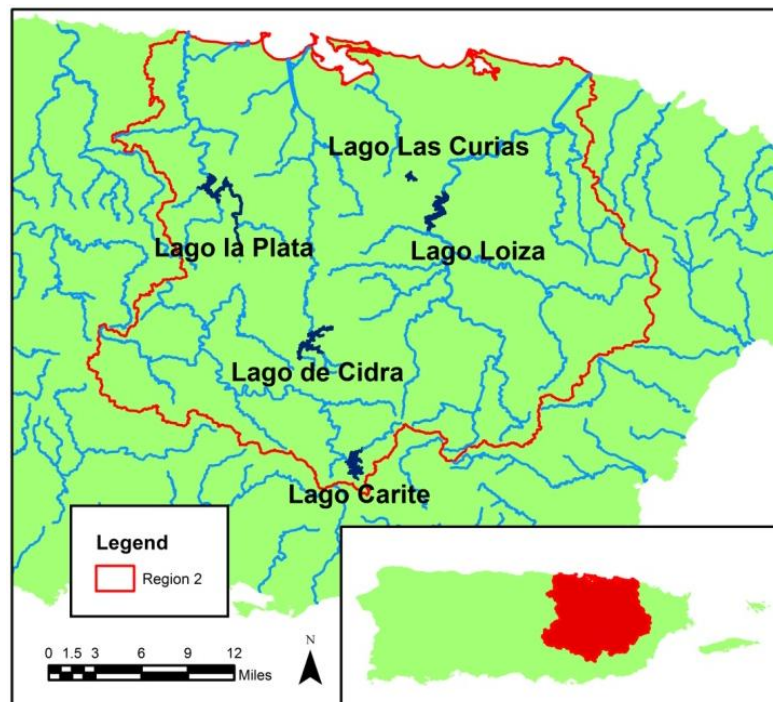 Lago Las Curias
Lago la Plata
Lago Loiza
Lago de Cidra
Lago Carite
Legend
Region 2
N
0 1.5 3 6 9 12
Miles